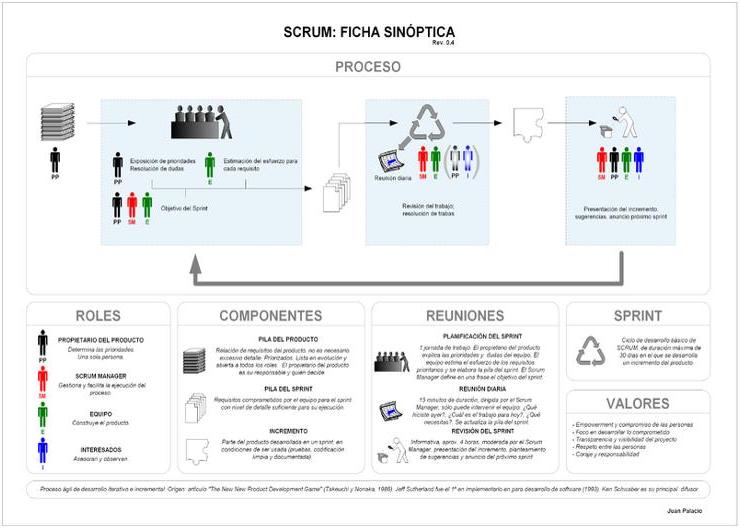 SCRUM: FICHA SINÓPTICA
Rev. 0.4
PROCESO
PP
PP
Exposición de prioridades
Resolución de dudas
E
Estimación del esfuerzo para
cada requisito
PP
SM
E
Objetivo del Sprint
Reunión diaria
SM
E
PP
I
Revisión del trabajo;
resolución de trabas
SM
PP
E
I
Presentación del incremento,
sugerencias, anuncio próximo sprint
ROLES
PP
PROPIETARIO DEL PRODUCTO
Determina las prioridades.
Una sola persona.
SM
SCRUM MANAGER
Gestiona y facilita la ejecución del
proceso
E
EQUIPO
Construye el producto
I
INTERESADOS
Asesoran y observan
COMPONENTES
PILA DEL PRODUCTO
Relación de requisitos del producto, no es necesario
excesivo detalle. Priorizados. Lista en evolución y
abierta a todos los roles. El propietario del producto
es su responsable y quien decide.
PILA DEL SPRINT
Requisitos comprometidos por el equipo para el sprint
con nivel de detalle suficiente para su ejecución.
INCREMENTO
Parte del producto desarrollada en un sprint, en
condiciones de ser usada (pruebas, codificación
limpia y documentada).
REUNIONES
PLANIFICACIÓN DEL SPRINT
1 jornada de trabajo. El propietario del producto
explica las prioridades y dudas del equipo. El
equipo estima el esfuerzo de los requisitos
prioritarios y se elabora la pila del sprint. El Scrum
Manager define en una frase el objetivo del sprint.
REUNIÓN DIARIA
15 minutos de duración, dirigida por el Scrum
Manager, sólo puede intervenir el equipo: ¿Qué
hiciste ayer?, ¿Cuál es el trabajo para hoy?, ¿Qué
necesitas?. Se actualiza la pila del sprint.
REVISIÓN DEL SPRINT
Informativa, aprox. 4 horas, moderada por el Scrum
Manager, presentación del incremento, planteamiento
de sugerencias y anuncio del próximo sprint
SPRINT
Ciclo de desarrollo básico de
SCRUM, de duración máxima de
30 días en el que se desarrolla
un incremento del producto
VALORES
- Empowerment y compromiso de las personas
- Foco en desarrollar lo comprometido
- Transparencia y visibilidad del proyecto
- Respeto entre las personas
- Coraje y responsabilidad
Proceso ágil de desarrollo iterativo e incremental. Origen: artículo "The New New Product Development Game" (Takeuchi y Nonaka, 1986). Jeff Sutherland fue el 1º en implementarlo para desarrollo de software (1993). Ken Schwaber es su principal difusor.
Juan Palacio